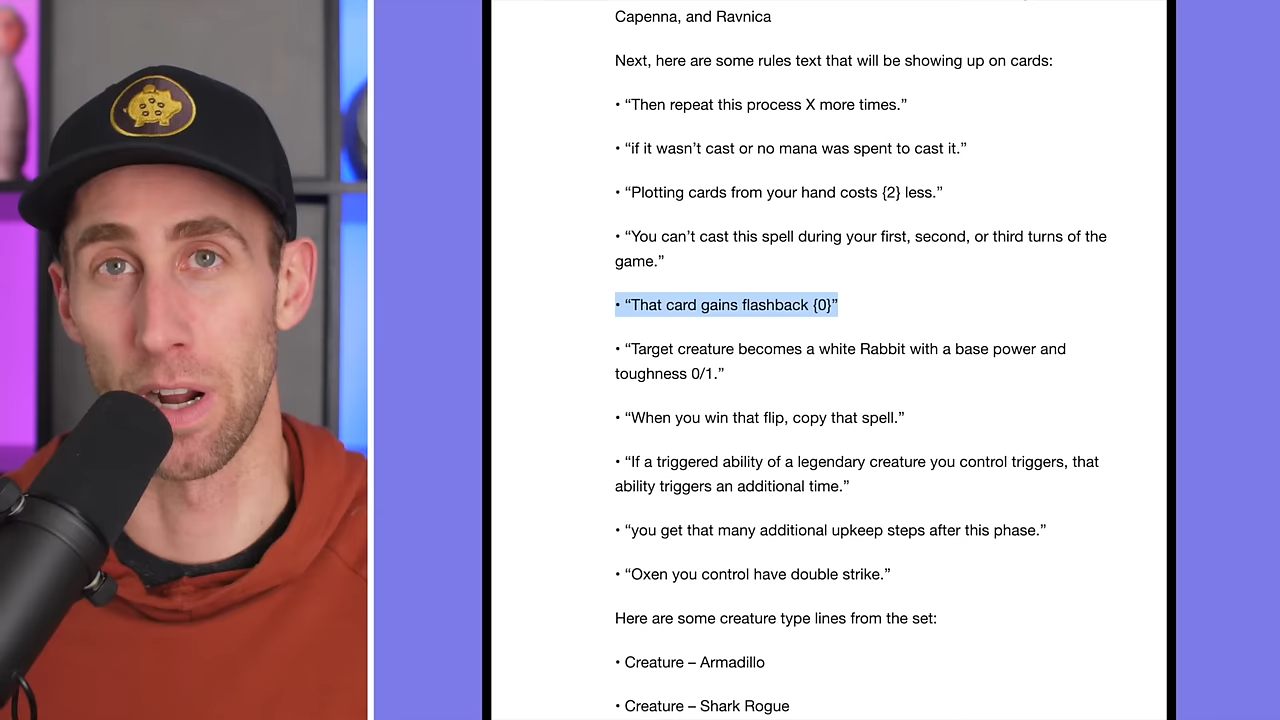 Capenna, and Ravnica
Next, here are some rules text that will be showing up on cards:
• “Then repeat this process X more times.”
• “if it wasn’t cast or no mana was spent to cast it.”
• “Plotting cards from your hand costs {2} less.”
• “You can’t cast this spell during your first, second, or third turns of the
game.”
• “That card gains flashback {0}”
• “Target creature becomes a white Rabbit with a base power and
toughness 0/1.”
• “When you win that flip, copy that spell.”
• “If a triggered ability of a legendary creature you control triggers, that
ability triggers an additional time.”
• “you get that many additional upkeep steps after this phase.”
• “Oxen you control have double strike.”
Here are some creature type lines from the set:
• Creature – Armadillo
• Creature – Shark Rogue